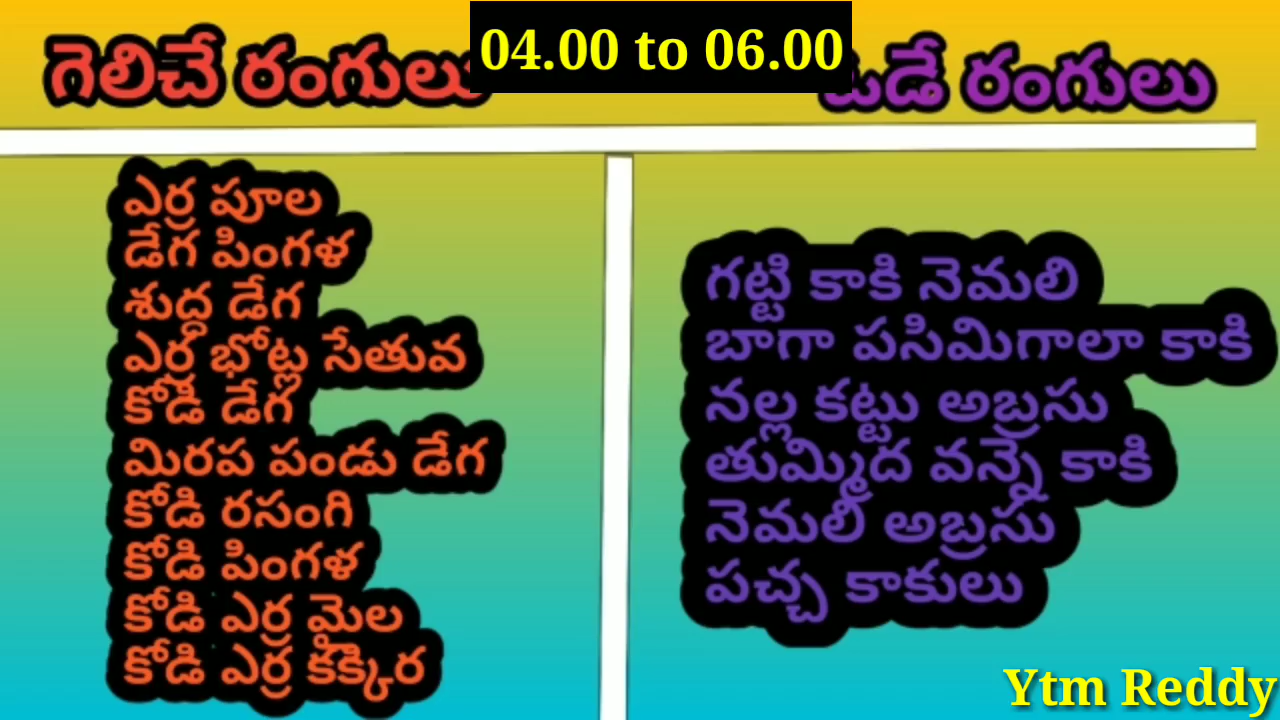 గెలిచే రంగులు
04.00 to 06.00
ఓడే రంగులు
ఎర్ర పూల
డేగ పింగళ
శుద్ధ డేగ
ఎర్ర భోట్ల సేతువ
కోడి డేగ
మిరప పండు డేగ
కోడి రసంగి
కోడి పింగళ
కోడి ఎర్ర మైల
కోడి ఎర్ర కక్కిర
గట్టి కాకి నెమలి
బాగా పసిమిగాలా కాకి
నల్ల కట్టు అబ్రసు
తుమ్మిద వన్నె కాకి
నెమలి అబ్రసు
పచ్చ కాకులు
Ytm Reddy